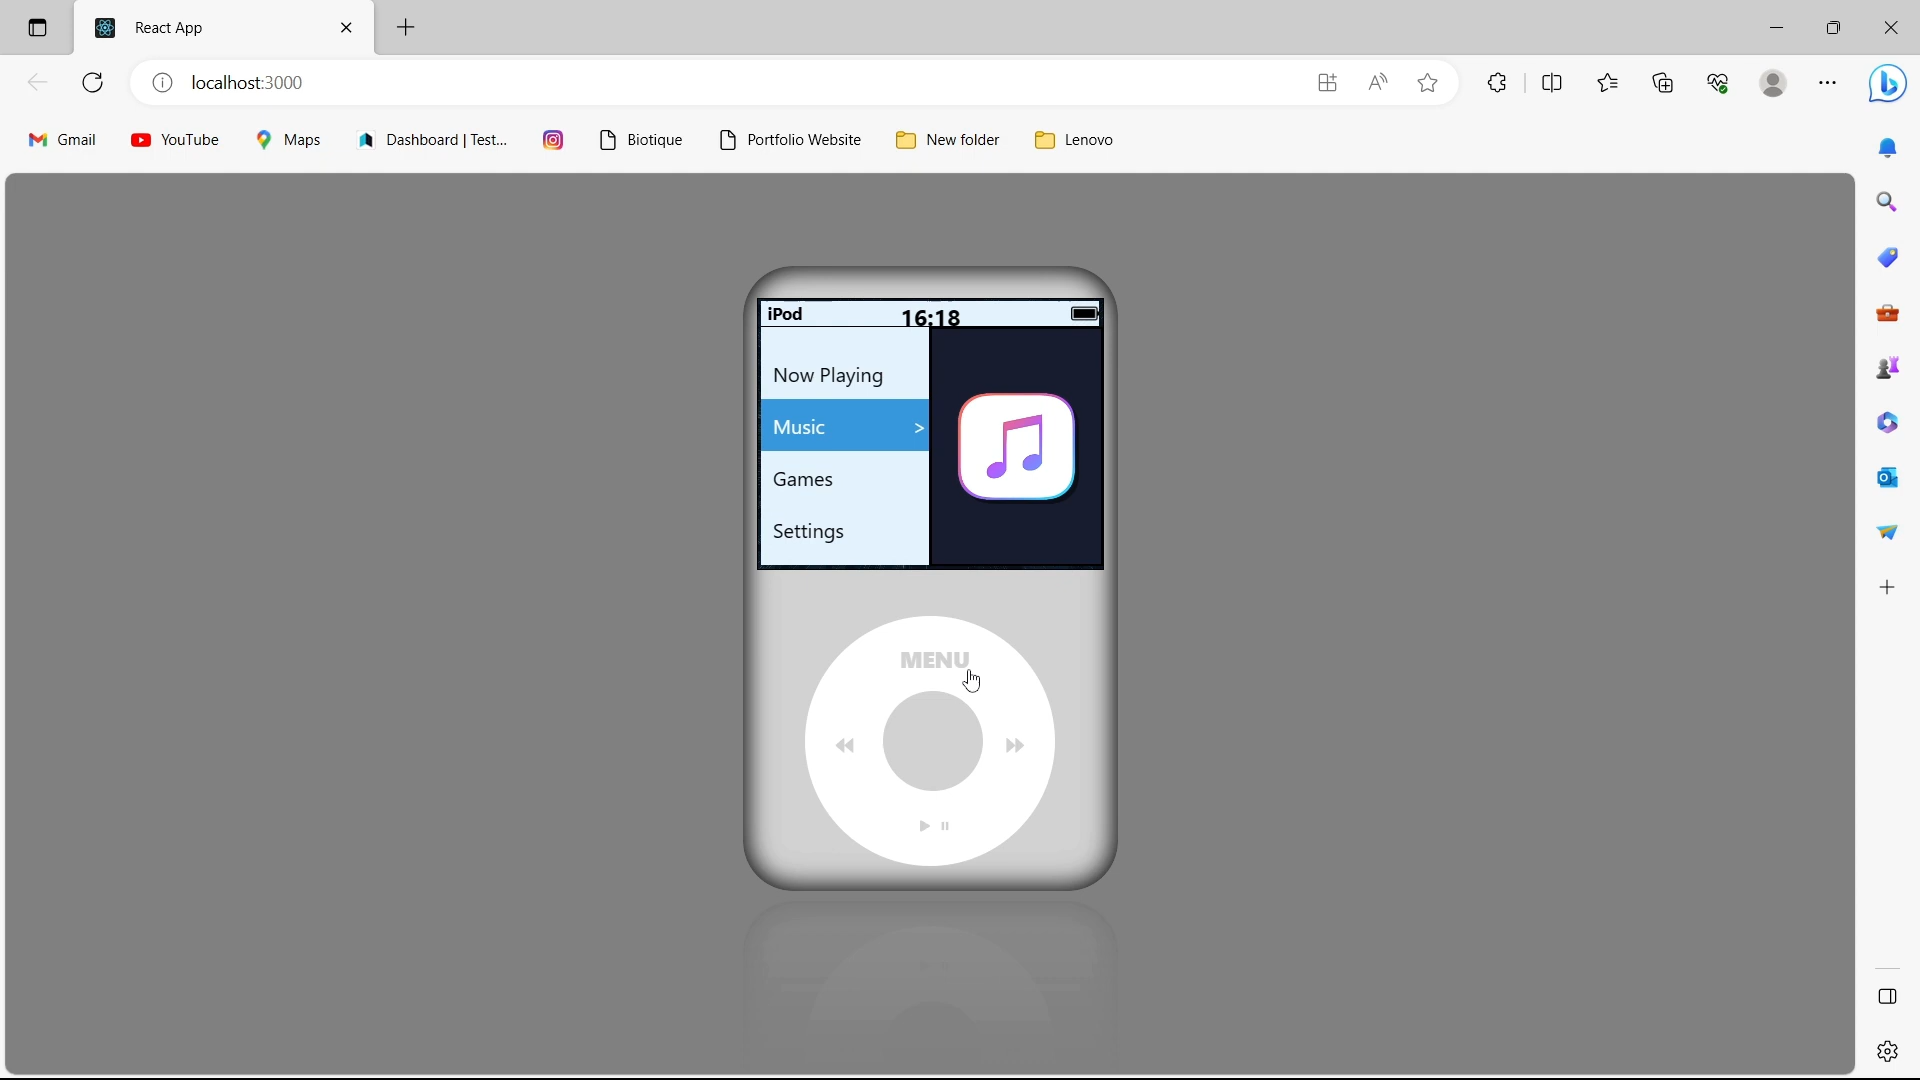 React App
localhost:3000
Gmail YouTube Maps Dashboard | Test... Biotique Portfolio Website New folder Lenovo
iPod 16:18
Now Playing
Music >
Games
Settings
MENU